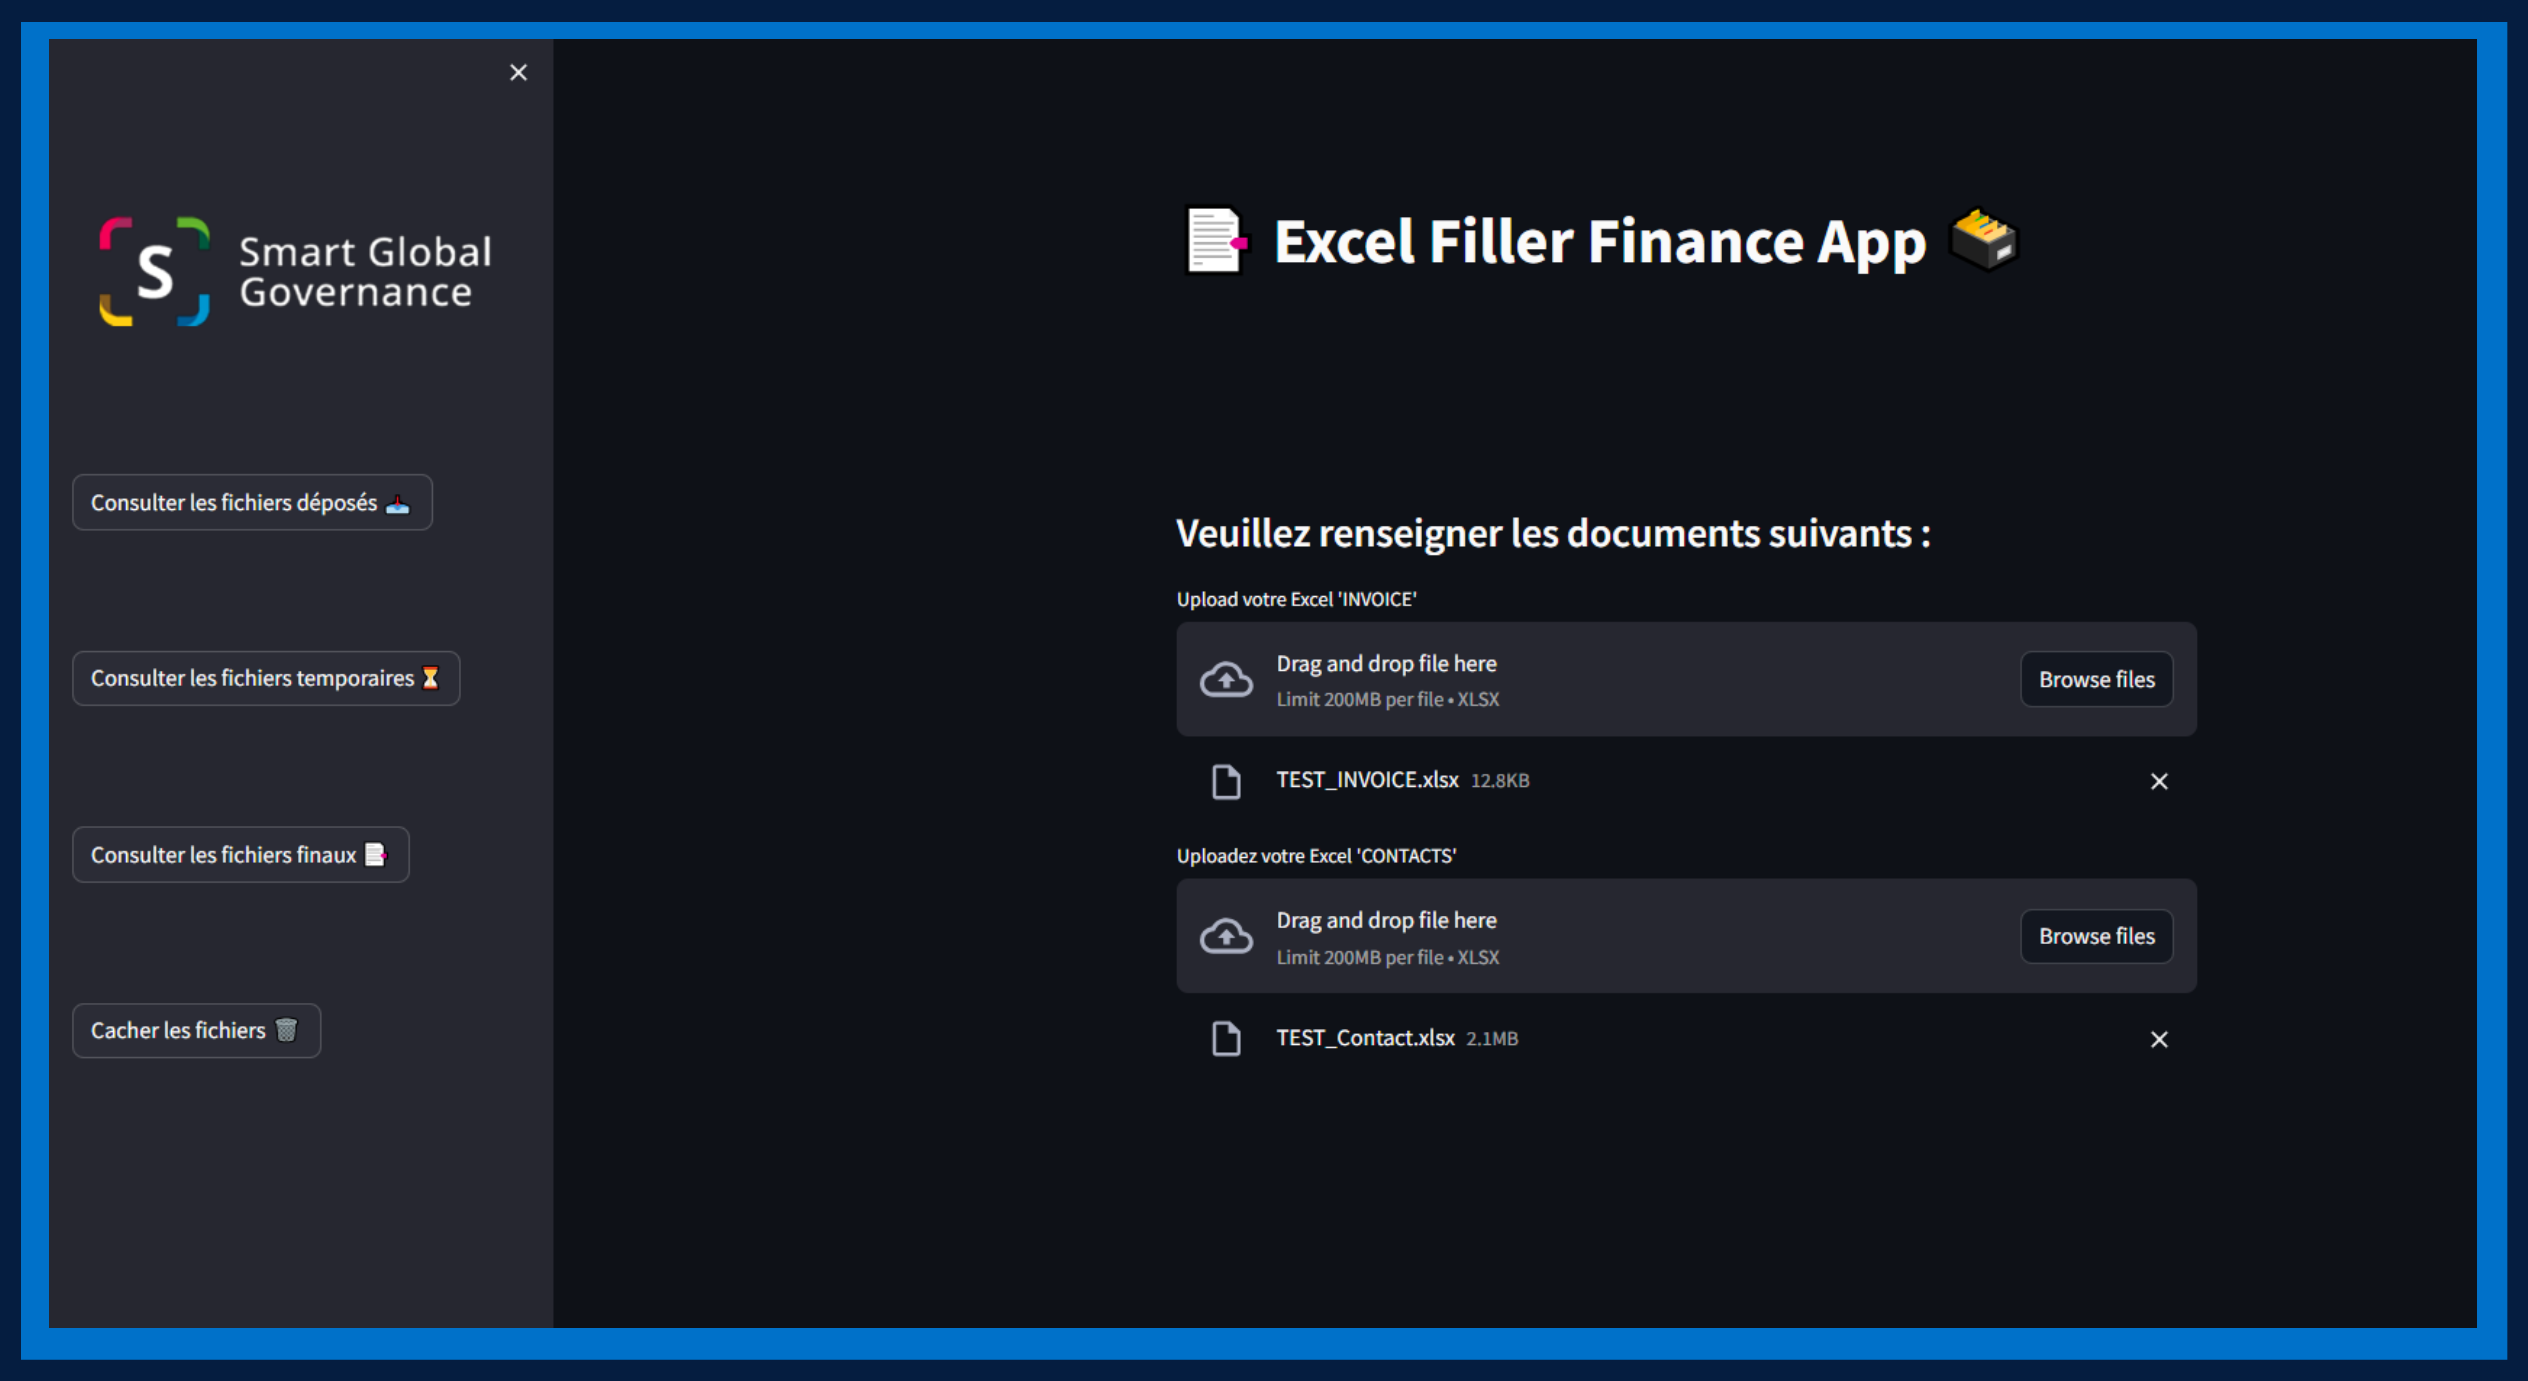 S
Smart Global
Governance
Consulter les fichiers déposés
Consulter les fichiers temporaires
Consulter les fichiers finaux
Cacher les fichiers
Excel Filler Finance App
Veuillez renseigner les documents suivants :
Upload votre Excel 'INVOICE'
Drag and drop file here
Limit 200MB per file • XLSX
Browse files
TEST_INVOICE.xlsx 12.8KB
Uploadez votre Excel 'CONTACTS'
Drag and drop file here
Limit 200MB per file • XLSX
Browse files
TEST_Contact.xlsx 2.1MB